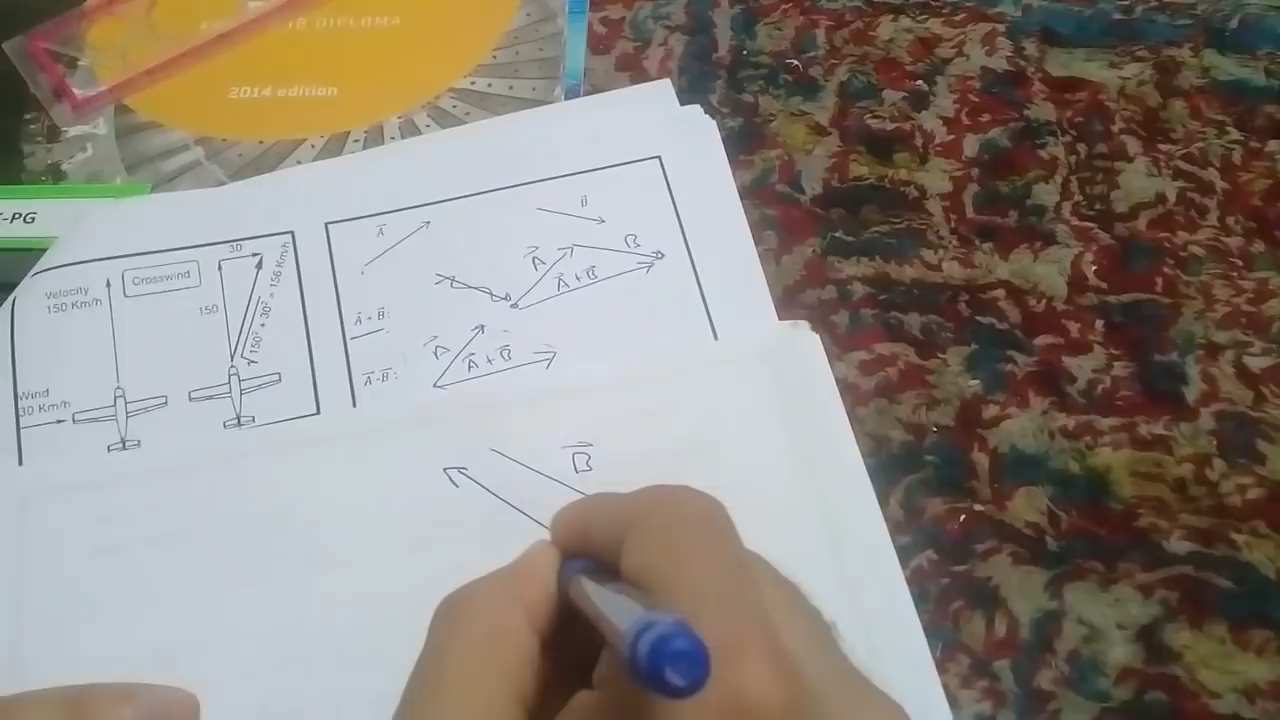 IB DIPLOMA
2014 edition
-PG
Velocity
150 Km/h
Crosswind
30
150
√150² + 30² = 156 Km/h
Wind
30 Km/h
A⃗
B⃗
A⃗
B
A⃗ + B⃗
A⃗ + B⃗:
A⃗
A⃗ + B⃗
A⃗ - B⃗:
B⃗